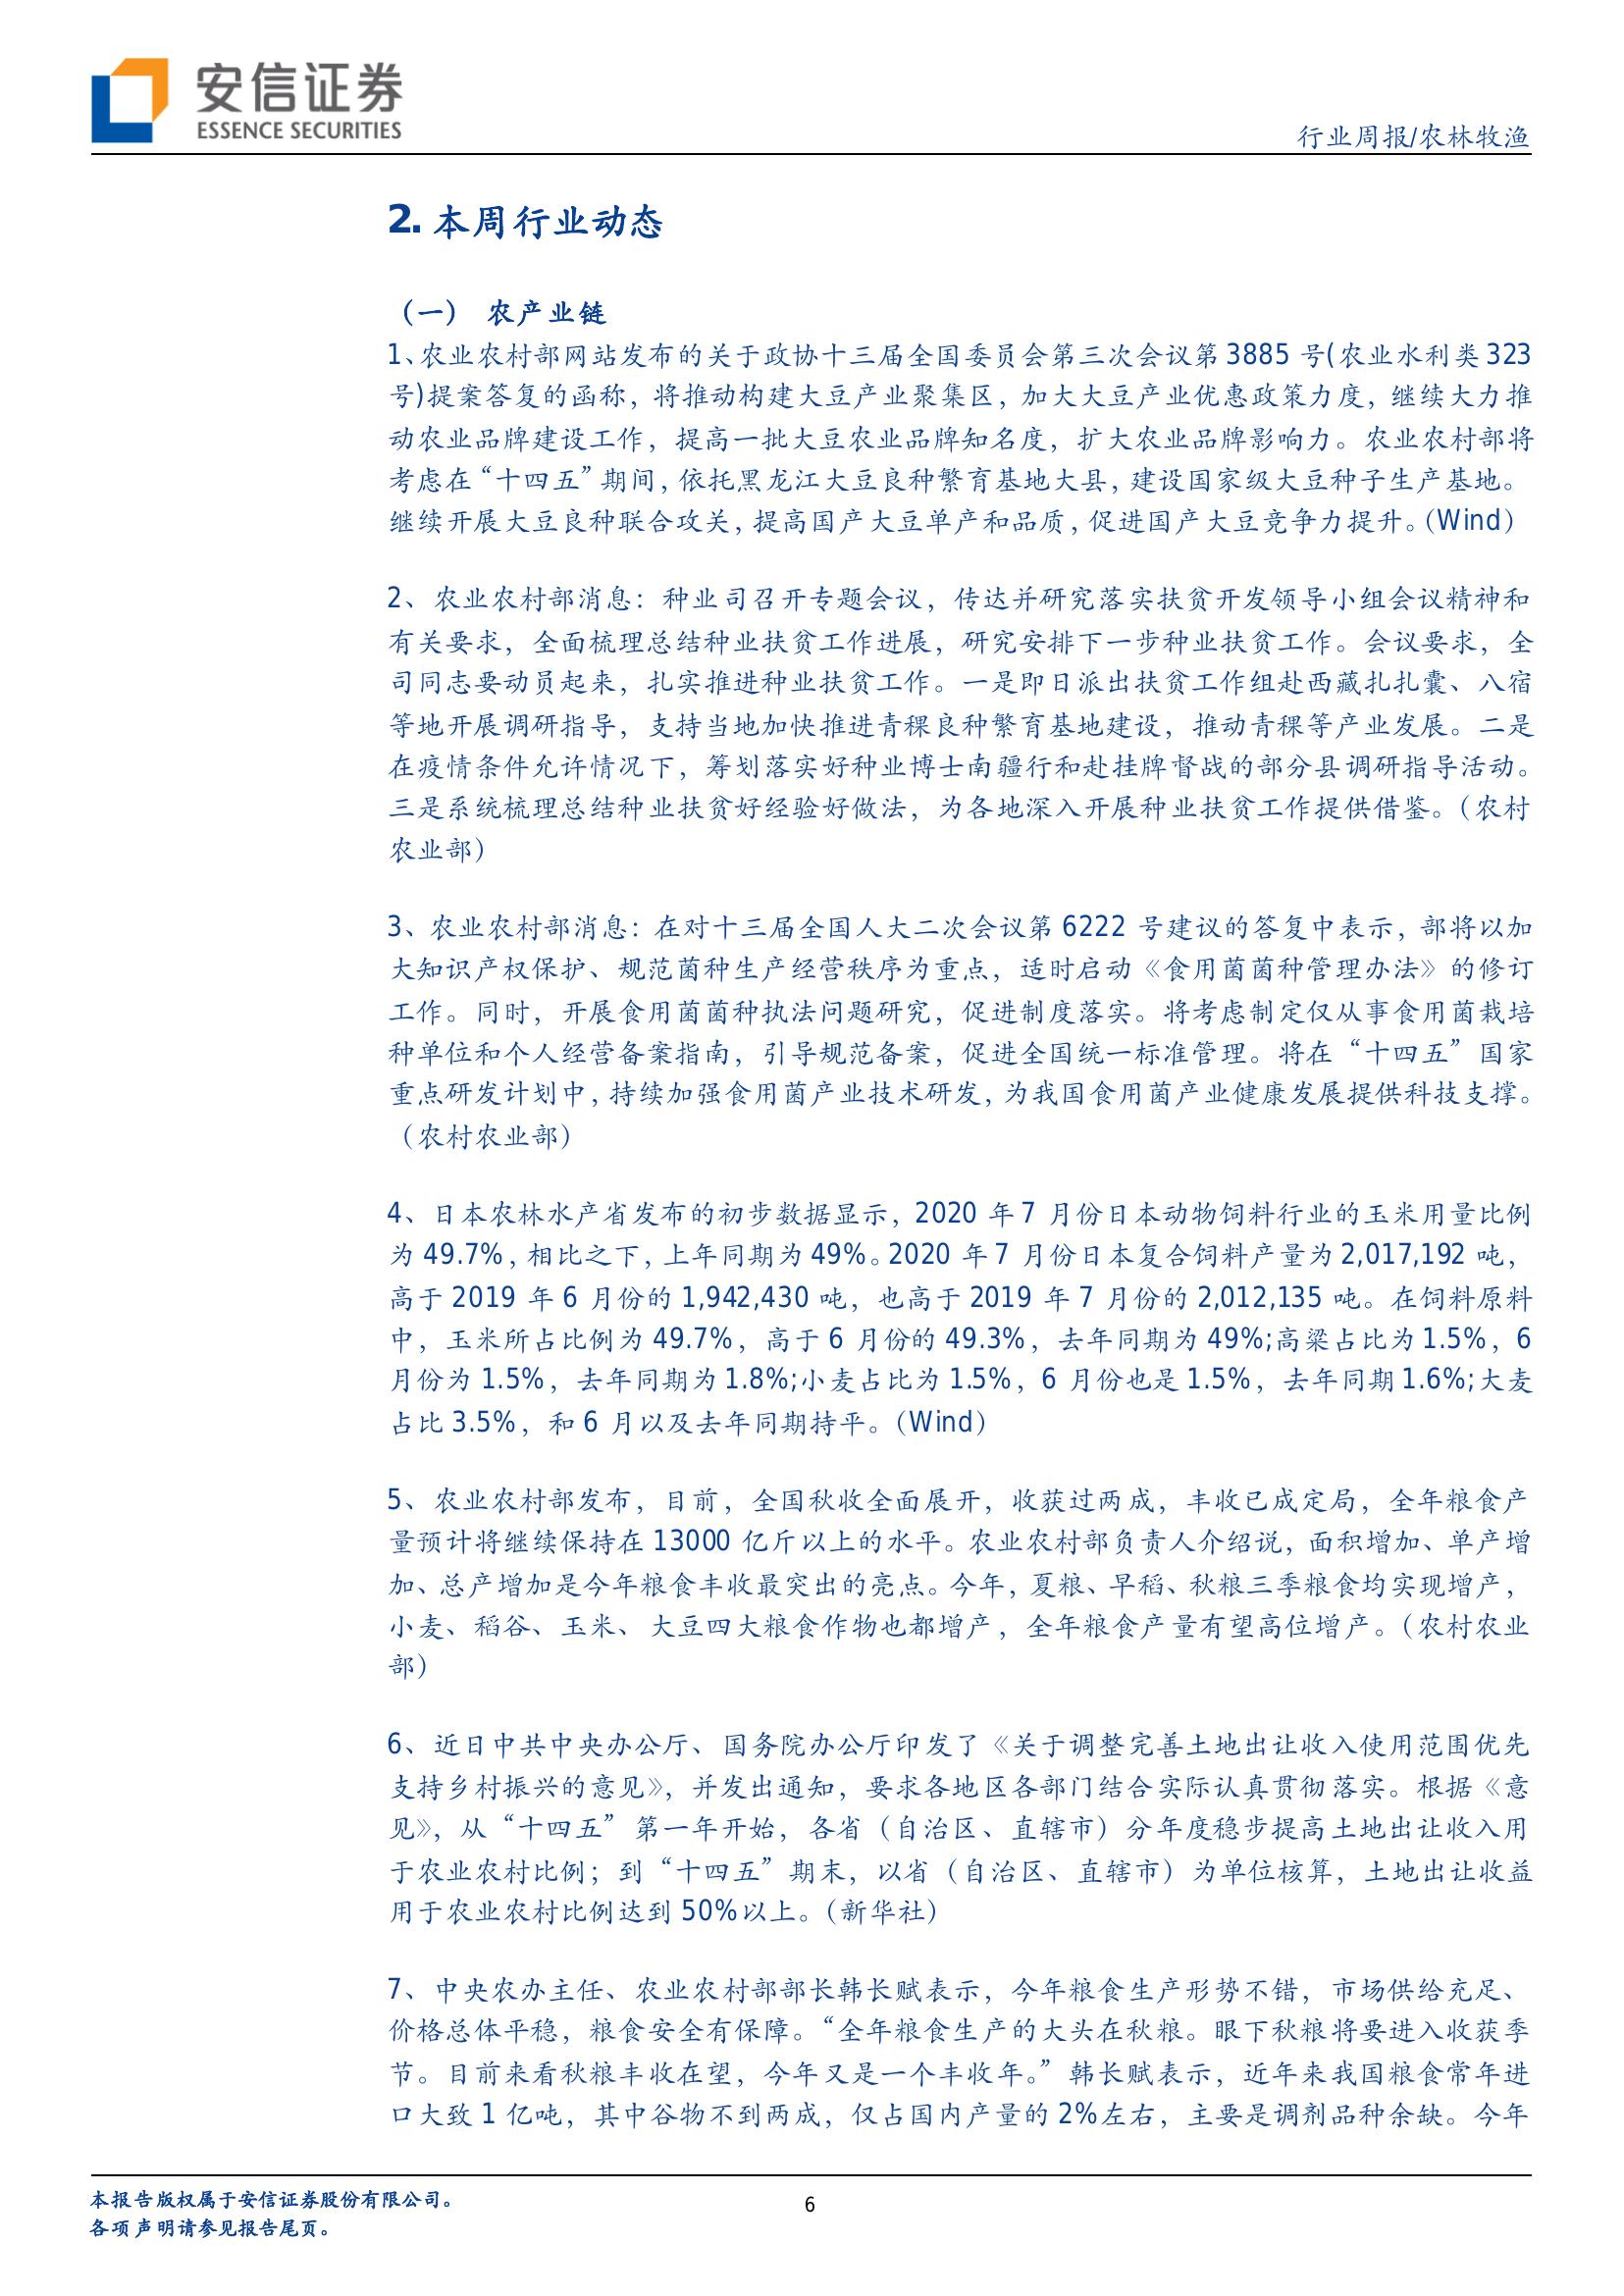 安信证券
ESSENCE SECURITIES
行业周报/农林牧渔
2. 本周行业动态
（一） 农产业链
1、农业农村部网站发布的关于政协十三届全国委员会第三次会议第 3885 号(农业水利类 323
号)提案答复的函称，将推动构建大豆产业聚集区，加大大豆产业优惠政策力度，继续大力推
动农业品牌建设工作，提高一批大豆农业品牌知名度，扩大农业品牌影响力。农业农村部将
考虑在“十四五”期间，依托黑龙江大豆良种繁育基地大县，建设国家级大豆种子生产基地。
继续开展大豆良种联合攻关，提高国产大豆单产和品质，促进国产大豆竞争力提升。（Wind）
2、农业农村部消息：种业司召开专题会议，传达并研究落实扶贫开发领导小组会议精神和
有关要求，全面梳理总结种业扶贫工作进展，研究安排下一步种业扶贫工作。会议要求，全
司同志要动员起来，扎实推进种业扶贫工作。一是即日派出扶贫工作组赴西藏扎扎囊、八宿
等地开展调研指导，支持当地加快推进青稞良种繁育基地建设，推动青稞等产业发展。二是
在疫情条件允许情况下，筹划落实好种业博士南疆行和赴挂牌督战的部分县调研指导活动。
三是系统梳理总结种业扶贫好经验好做法，为各地深入开展种业扶贫工作提供借鉴。（农村
农业部）
3、农业农村部消息：在对十三届全国人大二次会议第 6222 号建议的答复中表示，部将以加
大知识产权保护、规范菌种生产经营秩序为重点，适时启动《食用菌菌种管理办法》的修订
工作。同时，开展食用菌菌种执法问题研究，促进制度落实。将考虑制定仅从事食用菌栽培
种单位和个人经营备案指南，引导规范备案，促进全国统一标准管理。将在“十四五”国家
重点研发计划中，持续加强食用菌产业技术研发，为我国食用菌产业健康发展提供科技支撑。
（农村农业部）
4、日本农林水产省发布的初步数据显示，2020 年 7 月份日本动物饲料行业的玉米用量比例
为 49.7%，相比之下，上年同期为 49%。2020 年 7 月份日本复合饲料产量为 2,017,192 吨，
高于 2019 年 6 月份的 1,942,430 吨，也高于 2019 年 7 月份的 2,012,135 吨。在饲料原料
中，玉米所占比例为 49.7%，高于 6 月份的 49.3%，去年同期为 49%;高粱占比为 1.5%，6
月份为 1.5%，去年同期为 1.8%;小麦占比为 1.5%，6 月份也是 1.5%，去年同期 1.6%;大麦
占比 3.5%，和 6 月以及去年同期持平。（Wind）
5、农业农村部发布，目前，全国秋收全面展开，收获过两成，丰收已成定局，全年粮食产
量预计将继续保持在 13000 亿斤以上的水平。农业农村部负责人介绍说，面积增加、单产增
加、总产增加是今年粮食丰收最突出的亮点。今年，夏粮、早稻、秋粮三季粮食均实现增产，
小麦、稻谷、玉米、大豆四大粮食作物也都增产，全年粮食产量有望高位增产。（农村农业
部）
6、近日中共中央办公厅、国务院办公厅印发了《关于调整完善土地出让收入使用范围优先
支持乡村振兴的意见》，并发出通知，要求各地区各部门结合实际认真贯彻落实。根据《意
见》，从“十四五”第一年开始，各省（自治区、直辖市）分年度稳步提高土地出让收入用
于农业农村比例；到“十四五”期末，以省（自治区、直辖市）为单位核算，土地出让收益
用于农业农村比例达到 50%以上。（新华社）
7、中央农办主任、农业农村部部长韩长赋表示，今年粮食生产形势不错，市场供给充足、
价格总体平稳，粮食安全有保障。“全年粮食生产的大头在秋粮。眼下秋粮将要进入收获季
节。目前来看秋粮丰收在望，今年又是一个丰收年。”韩长赋表示，近年来我国粮食常年进
口大致 1 亿吨，其中谷物不到两成，仅占国内产量的 2%左右，主要是调剂品种余缺。今年
本报告版权属于安信证券股份有限公司。
6
各项声明请参见报告尾页。